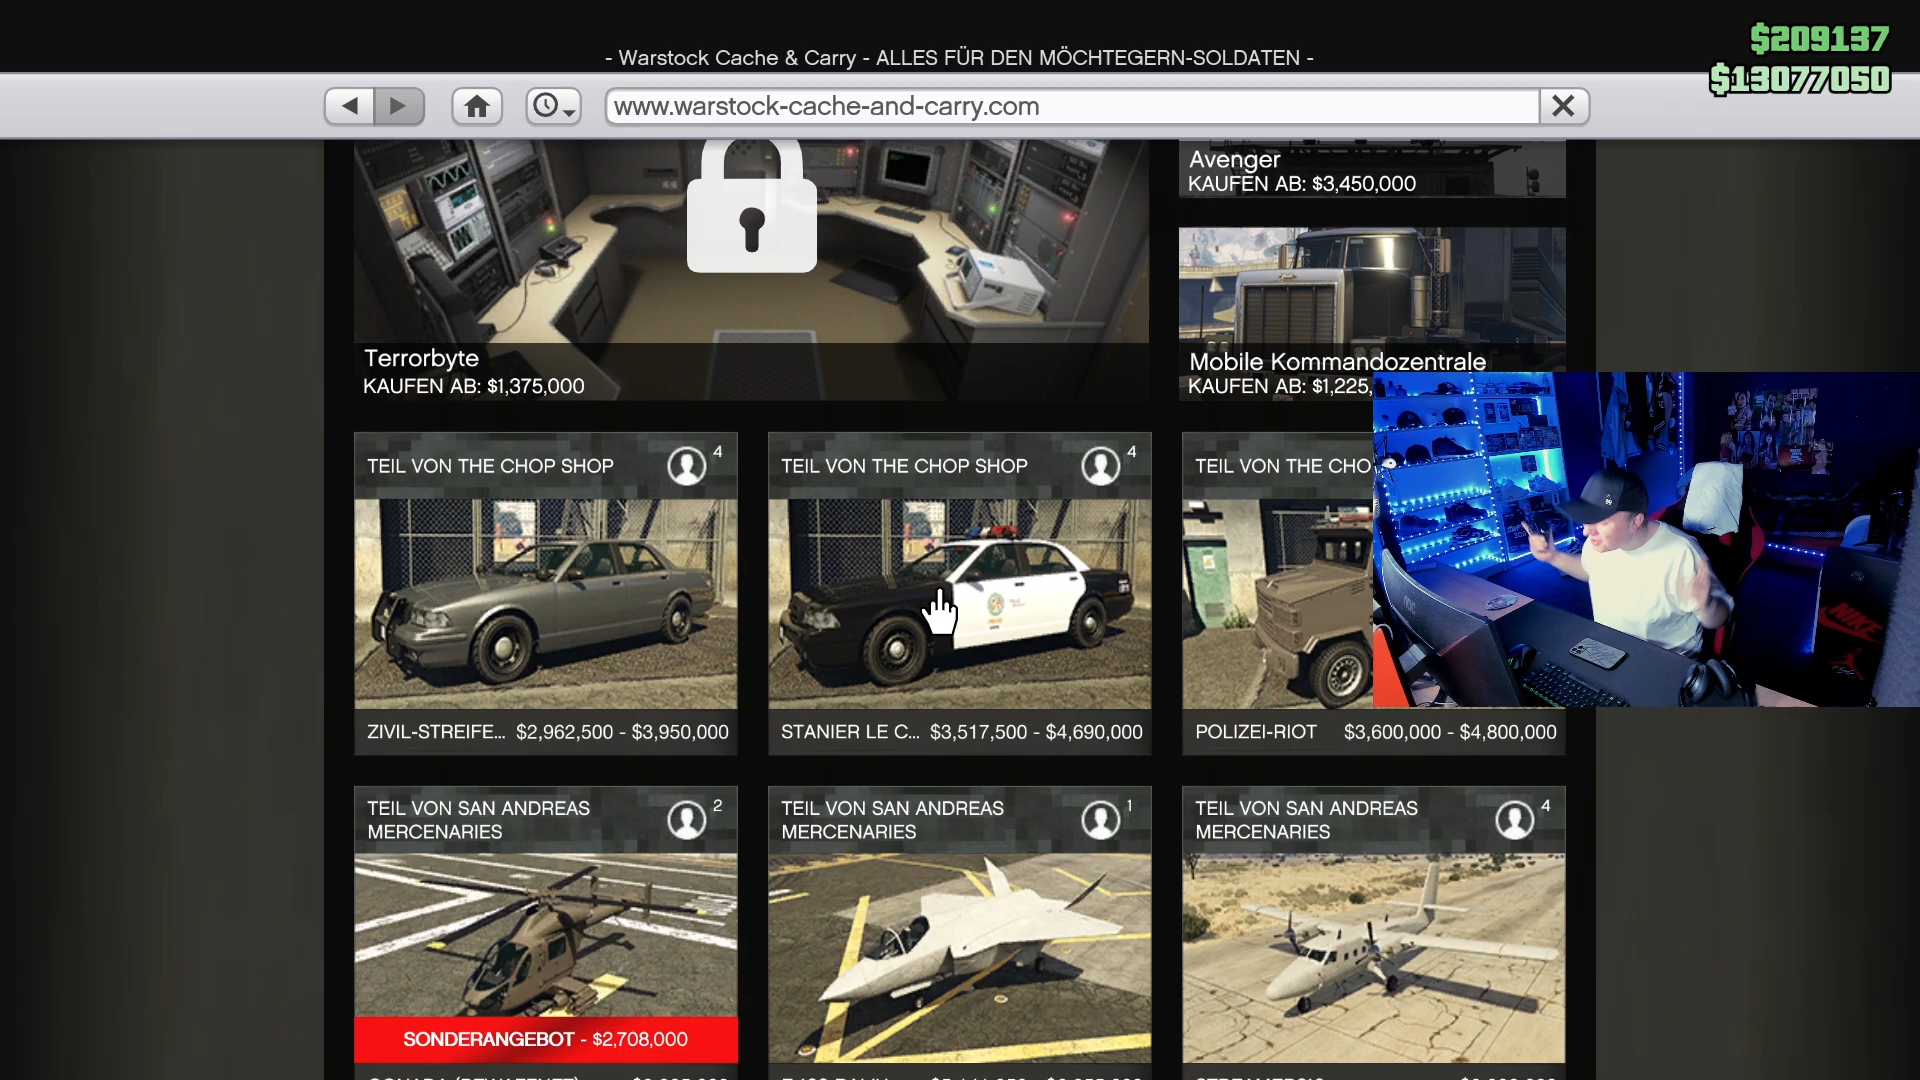 $209137
$13077050
- Warstock Cache & Carry - ALLES FÜR DEN MÖCHTEGERN-SOLDATEN -
www.warstock-cache-and-carry.com
Avenger
KAUFEN AB: $3,450,000
Terrorbyte
KAUFEN AB: $1,375,000
Mobile Kommandozentrale
KAUFEN AB: $1,225,
TEIL VON THE CHOP SHOP
4
TEIL VON THE CHOP SHOP
4
TEIL VON THE CHO
ZIVIL-STREIFE... $2,962,500 - $3,950,000
STANIER LE C... $3,517,500 - $4,690,000
POLIZEI-RIOT $3,600,000 - $4,800,000
TEIL VON SAN ANDREAS
MERCENARIES
2
TEIL VON SAN ANDREAS
MERCENARIES
1
TEIL VON SAN ANDREAS
MERCENARIES
4
SONDERANGEBOT - $2,708,000
NIKE
AOC